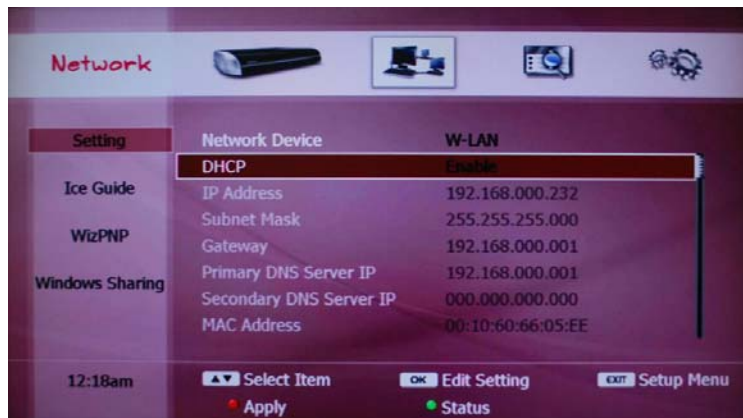 Network
Setting
Ice Guide
WizPNP
Windows Sharing
Network Device W-LAN
DHCP Enable
IP Address 192.168.000.232
Subnet Mask 255.255.255.000
Gateway 192.168.000.001
Primary DNS Server IP 192.168.000.001
Secondary DNS Server IP 000.000.000.000
MAC Address 00:10:60:66:05:EE
12:18am
▲▼ Select Item OK Edit Setting EXIT Setup Menu
Apply Status